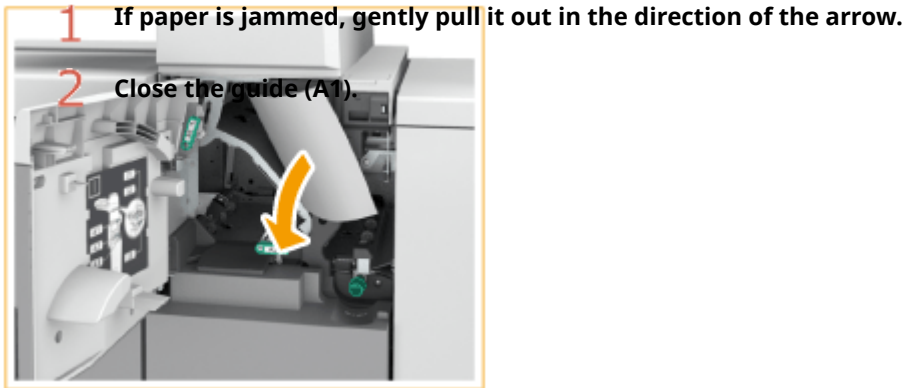 1 If paper is jammed, gently pull it out in the direction of the arrow.
2 Close the guide (A1).